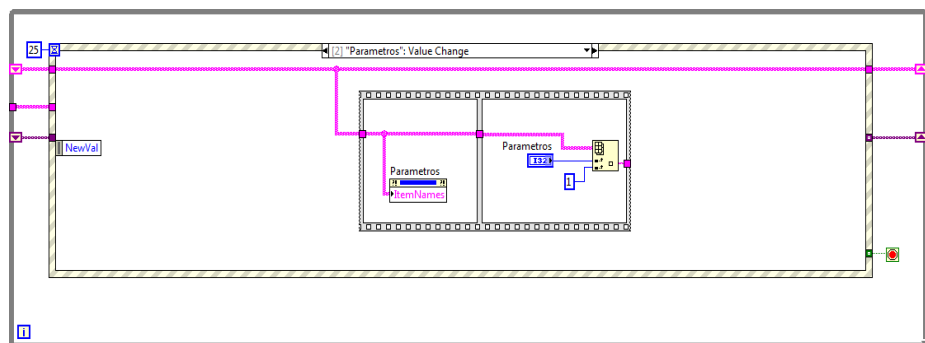 25
[2] "Parametros": Value Change
NewVal
Parametros
ItemNames
Parametros
I32
1
i